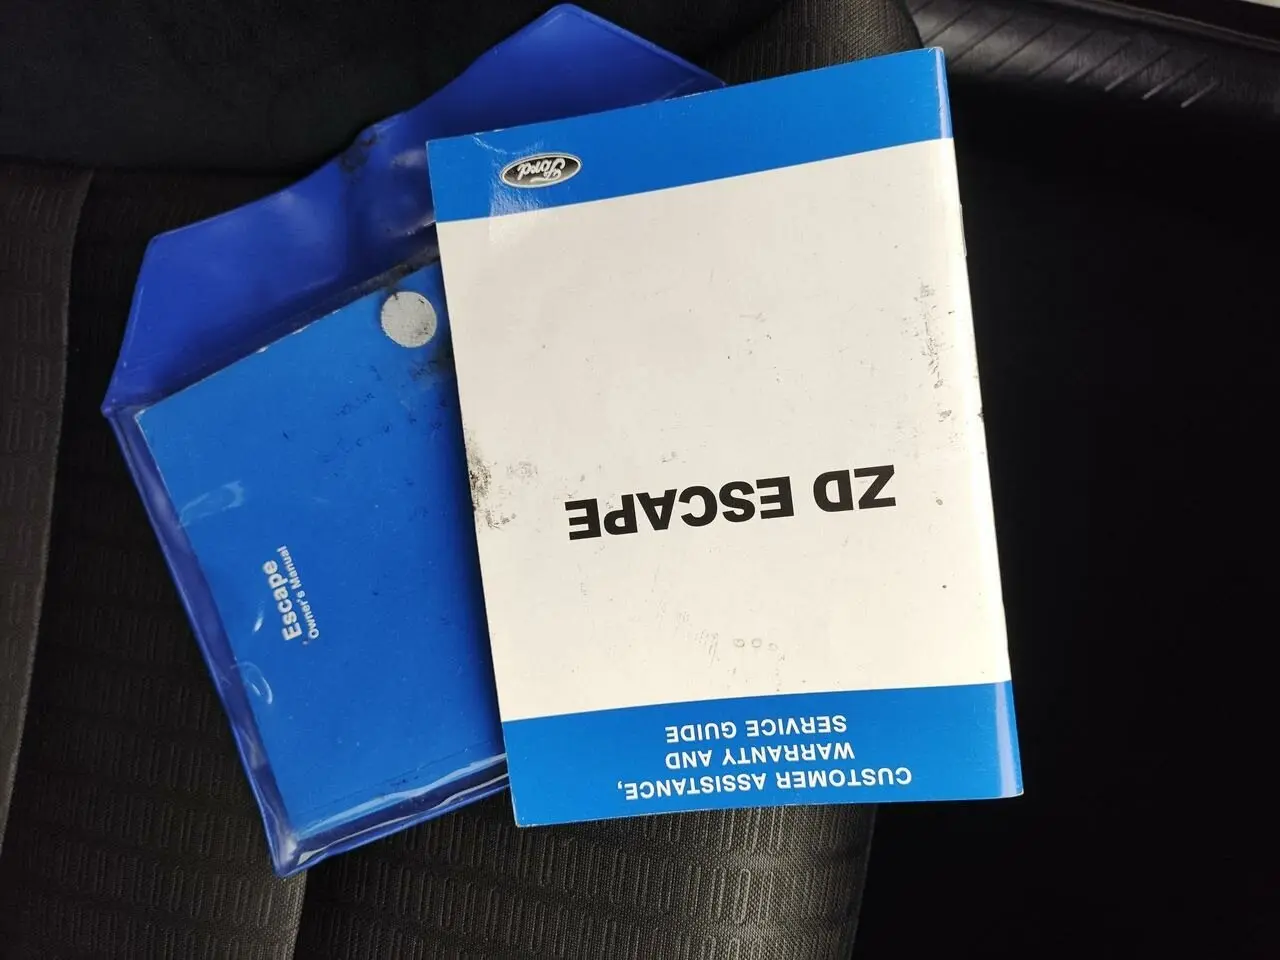 Ford
ZD ESCAPE
CUSTOMER ASSISTANCE,
WARRANTY AND
SERVICE GUIDE
Escape
Owner's Manual